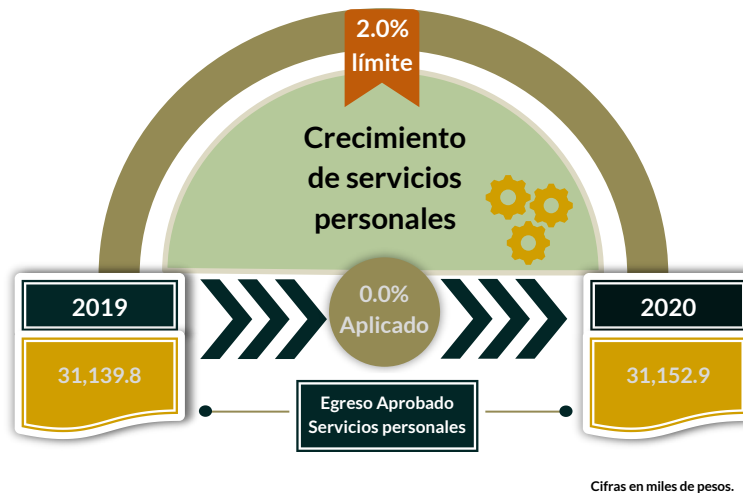 2.0%
límite
Crecimiento
de servicios
personales
2019
0.0%
Aplicado
2020
31,139.8
31,152.9
Egreso Aprobado
Servicios personales
Cifras en miles de pesos.